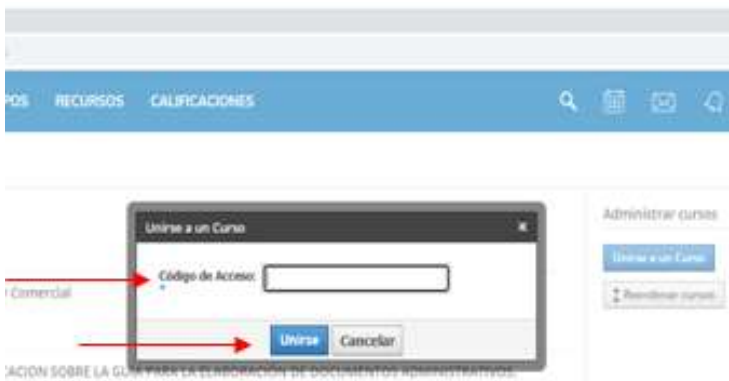 POS RECURSOS CALIFICACIONES
Administrar cursos
Unirse a un Curso
Unirse a un Curso
Reordenar cursos
Código de Acceso:
Comercial
Unirse Cancelar
CACION SOBRE LA GUIA PARA LA ELABORACIÓN DE DOCUMENTOS ADMINISTRATIVOS.